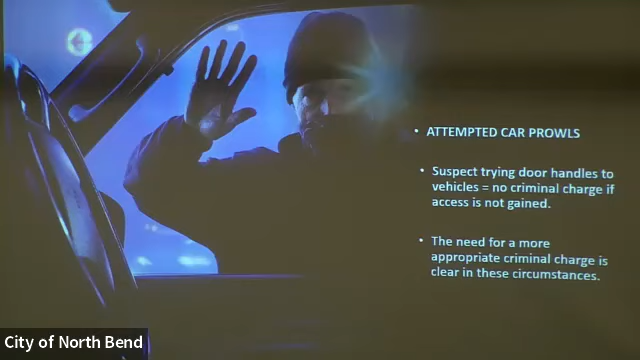 • ATTEMPTED CAR PROWLS
• Suspect trying door handles to
vehicles = no criminal charge if
access is not gained.
• The need for a more
appropriate criminal charge is
clear in these circumstances.
City of North Bend